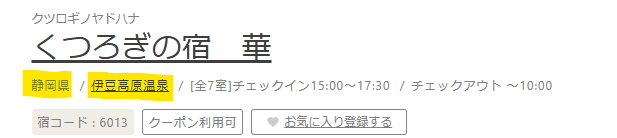 クツロギノヤドハナ
くつろぎの宿　華
静岡県 / 伊豆高原温泉 / [全7室]チェックイン15:00～17:30 / チェックアウト ～10:00
宿コード : 6013 クーポン利用可 お気に入り登録する